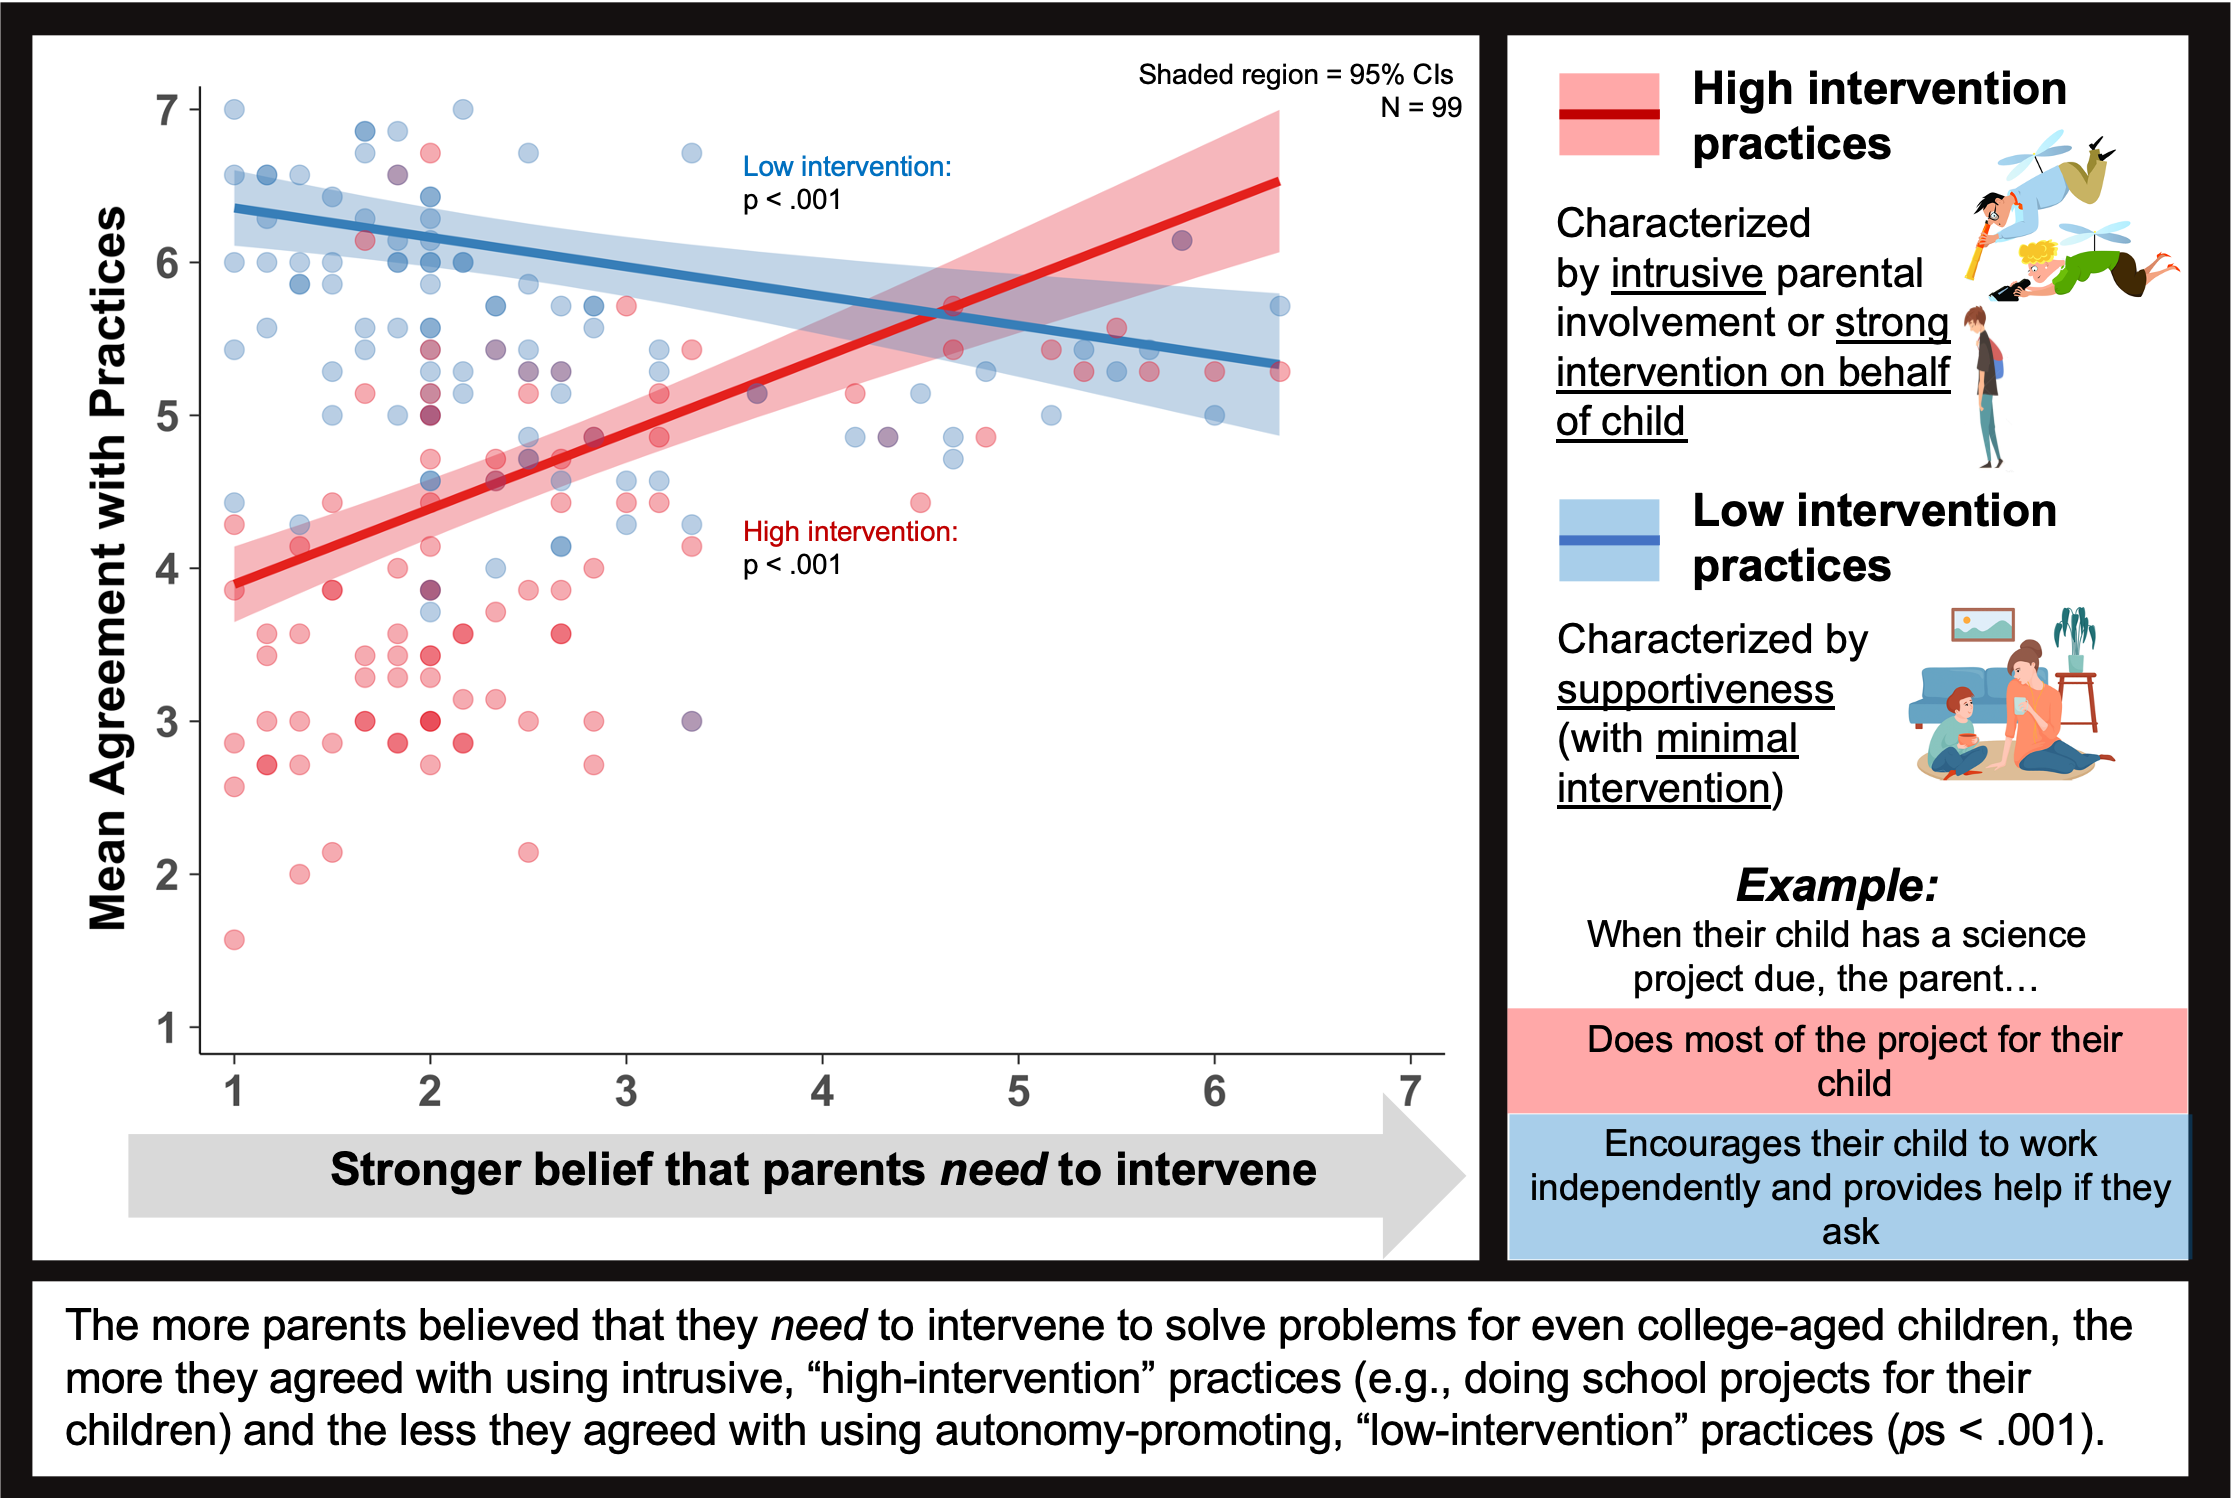 Shaded region = 95% CIs
N = 99
7
6
5
4
3
2
1
Mean Agreement with Practices
Low intervention:
p < .001
High intervention:
p < .001
1 2 3 4 5 6 7
Stronger belief that parents need to intervene
High intervention
practices
Characterized
by intrusive parental
involvement or strong
intervention on behalf
of child
Low intervention
practices
Characterized by
supportiveness
(with minimal
intervention)
Example:
When their child has a science
project due, the parent…
Does most of the project for their
child
Encourages their child to work
independently and provides help if they
ask
The more parents believed that they need to intervene to solve problems for even college-aged children, the
more they agreed with using intrusive, “high-intervention” practices (e.g., doing school projects for their
children) and the less they agreed with using autonomy-promoting, “low-intervention” practices (ps < .001).